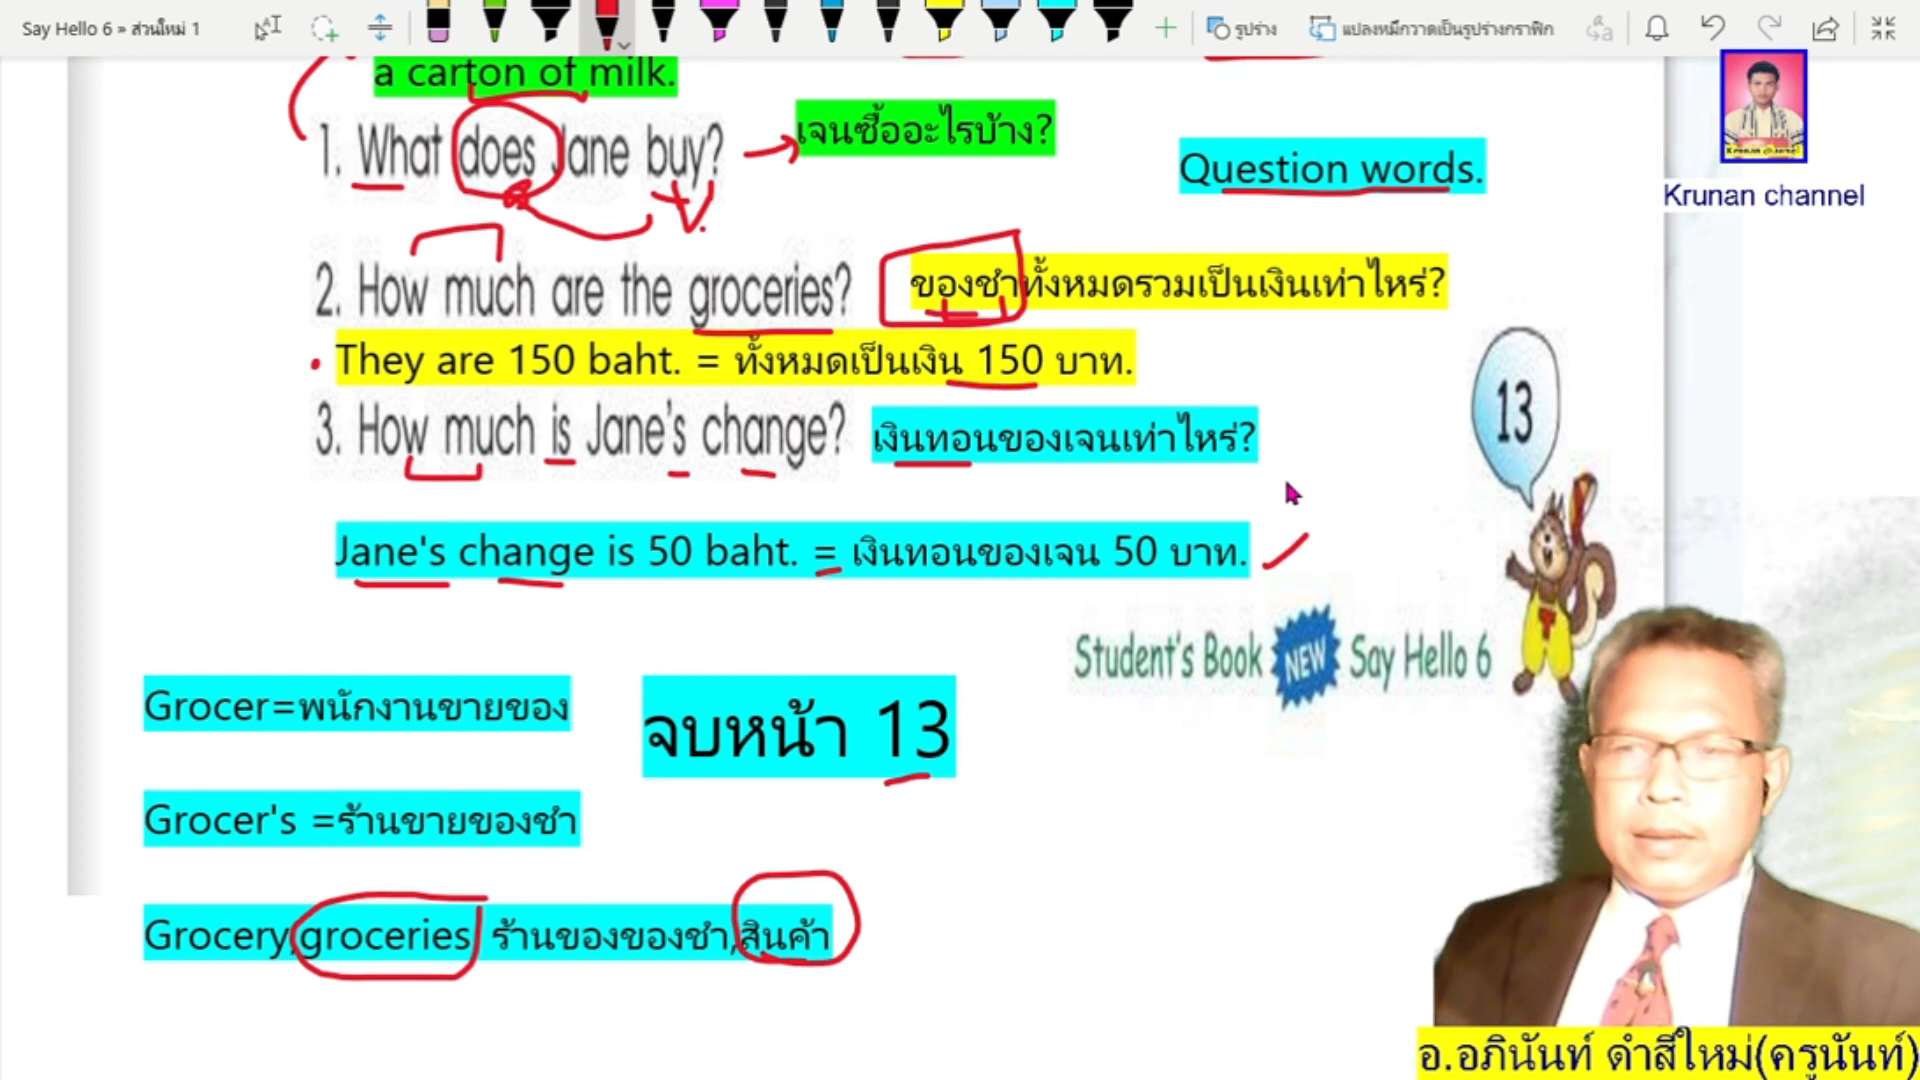 Say Hello 6 » ส่วนใหม่ 1
รูปร่าง
แปลงหมึกวาดเป็นรูปร่างกราฟิก
a carton of milk.
1. What does Jane buy?
เจนซื้ออะไรบ้าง?
Question words.
Krunan channel
V.
2. How much are the groceries?
ของชำทั้งหมดรวมเป็นเงินเท่าไหร่?
They are 150 baht. = ทั้งหมดเป็นเงิน 150 บาท.
3. How much is Jane's change?
เงินทอนของเจนเท่าไหร่?
13
Jane's change is 50 baht. = เงินทอนของเจน 50 บาท.
Student's Book NEW Say Hello 6
Grocer=พนักงานขายของ
จบหน้า 13
Grocer's =ร้านขายของชำ
Grocery,groceries ร้านของของชำ,สินค้า
อ.อภินันท์ ดำสีใหม่(ครูนันท์)